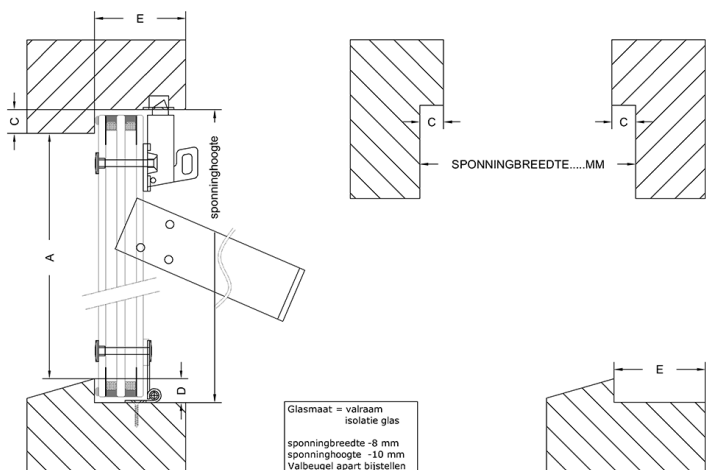 E
C
sponninghoogte
A
D
C
C
SPONNINGBREEDTE.....MM
E
Glasmaat = valraam
isolatie glas
sponningbreedte -8 mm
sponninghoogte -10 mm
Valbeugel apart bijstellen